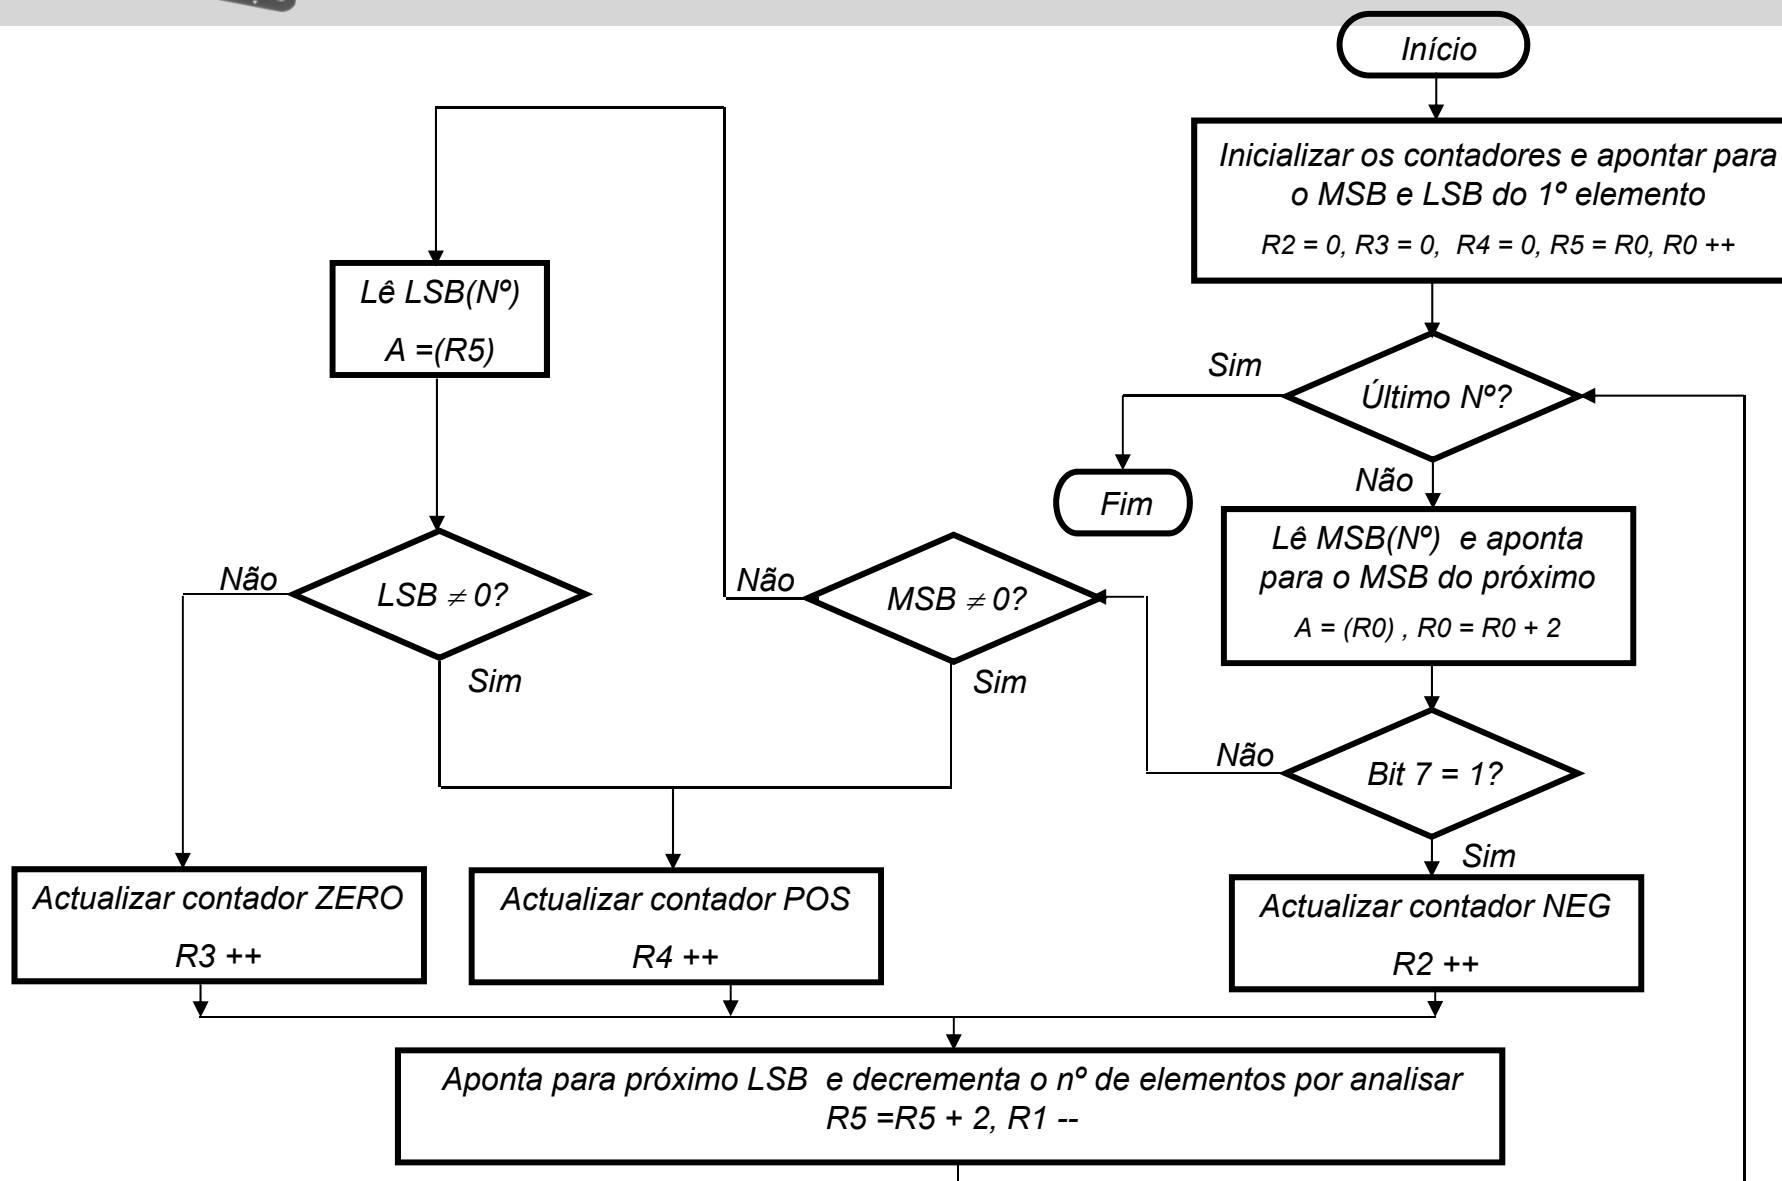 Início
Inicializar os contadores e apontar para
o MSB e LSB do 1º elemento
R2 = 0, R3 = 0, R4 = 0, R5 = R0, R0 ++
Lê LSB(Nº)
A =(R5)
Sim
Último Nº?
Não
Fim
Lê MSB(Nº) e aponta
para o MSB do próximo
A = (R0) , R0 = R0 + 2
Não
LSB ≠ 0?
Sim
Não
MSB ≠ 0?
Sim
Não
Bit 7 = 1?
Sim
Actualizar contador ZERO
R3 ++
Actualizar contador POS
R4 ++
Actualizar contador NEG
R2 ++
Aponta para próximo LSB e decrementa o nº de elementos por analisar
R5 =R5 + 2, R1 --